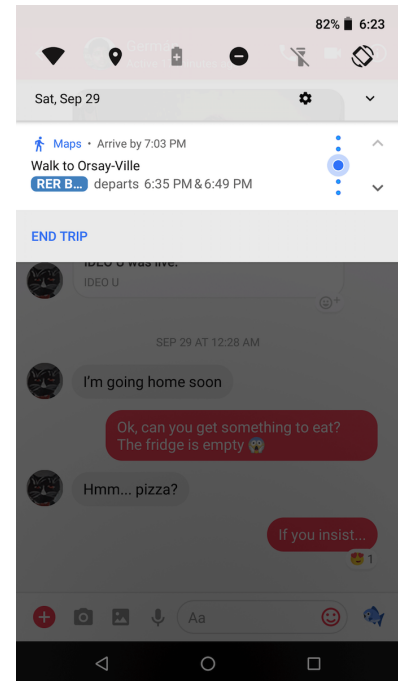 82% 6:23
Sat, Sep 29
Maps • Arrive by 7:03 PM
Walk to Orsay-Ville
RER B... departs 6:35 PM & 6:49 PM
END TRIP
IDEO U was live.
IDEO U
SEP 29 AT 12:28 AM
I'm going home soon
Ok, can you get something to eat?
The fridge is empty 😱
Hmm... pizza?
If you insist...
😍 1
Aa